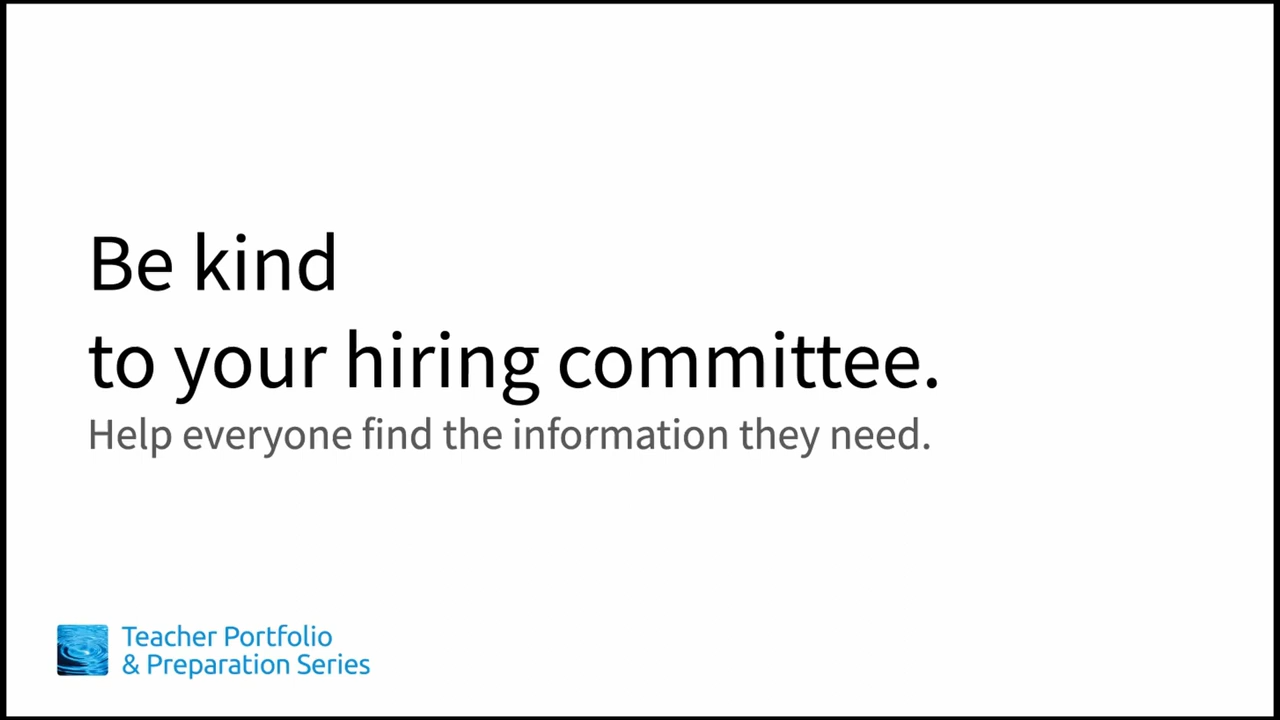 Be kind
to your hiring committee.
Help everyone find the information they need.
Teacher Portfolio
& Preparation Series